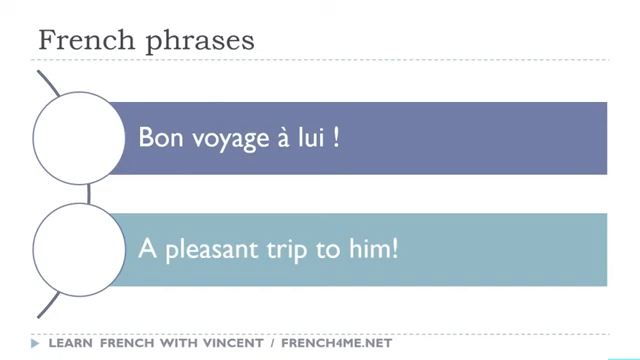 French phrases
Bon voyage à lui !
A pleasant trip to him!
LEARN FRENCH WITH VINCENT / FRENCH4ME.NET